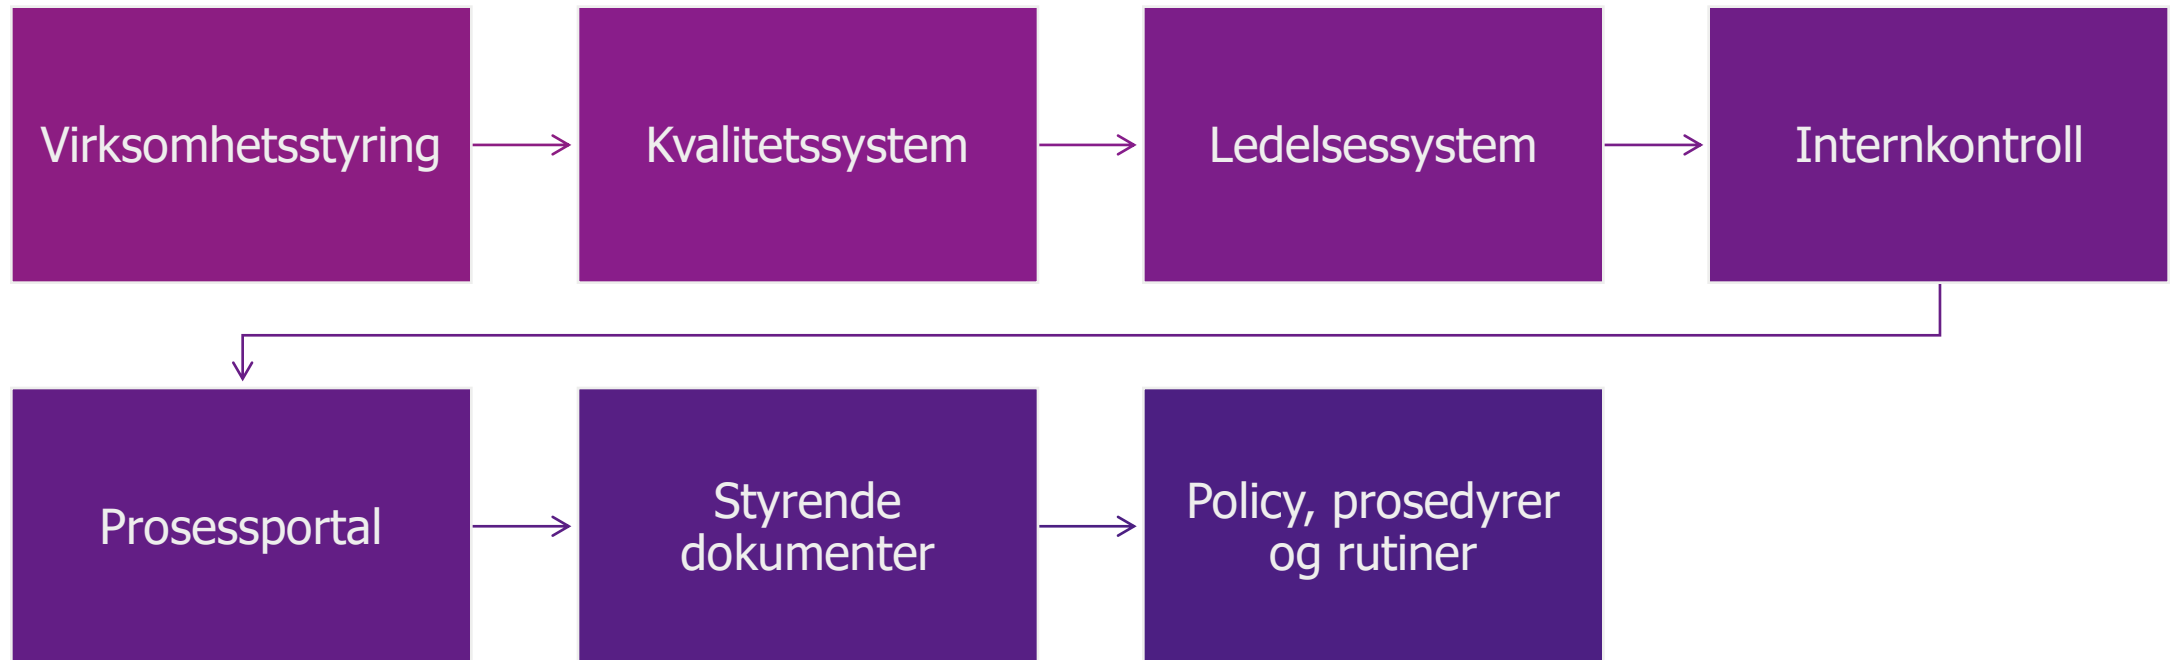 Virksomhetsstyring
Kvalitetssystem
Ledelsessystem
Internkontroll
Prosessportal
Styrende
dokumenter
Policy, prosedyrer
og rutiner